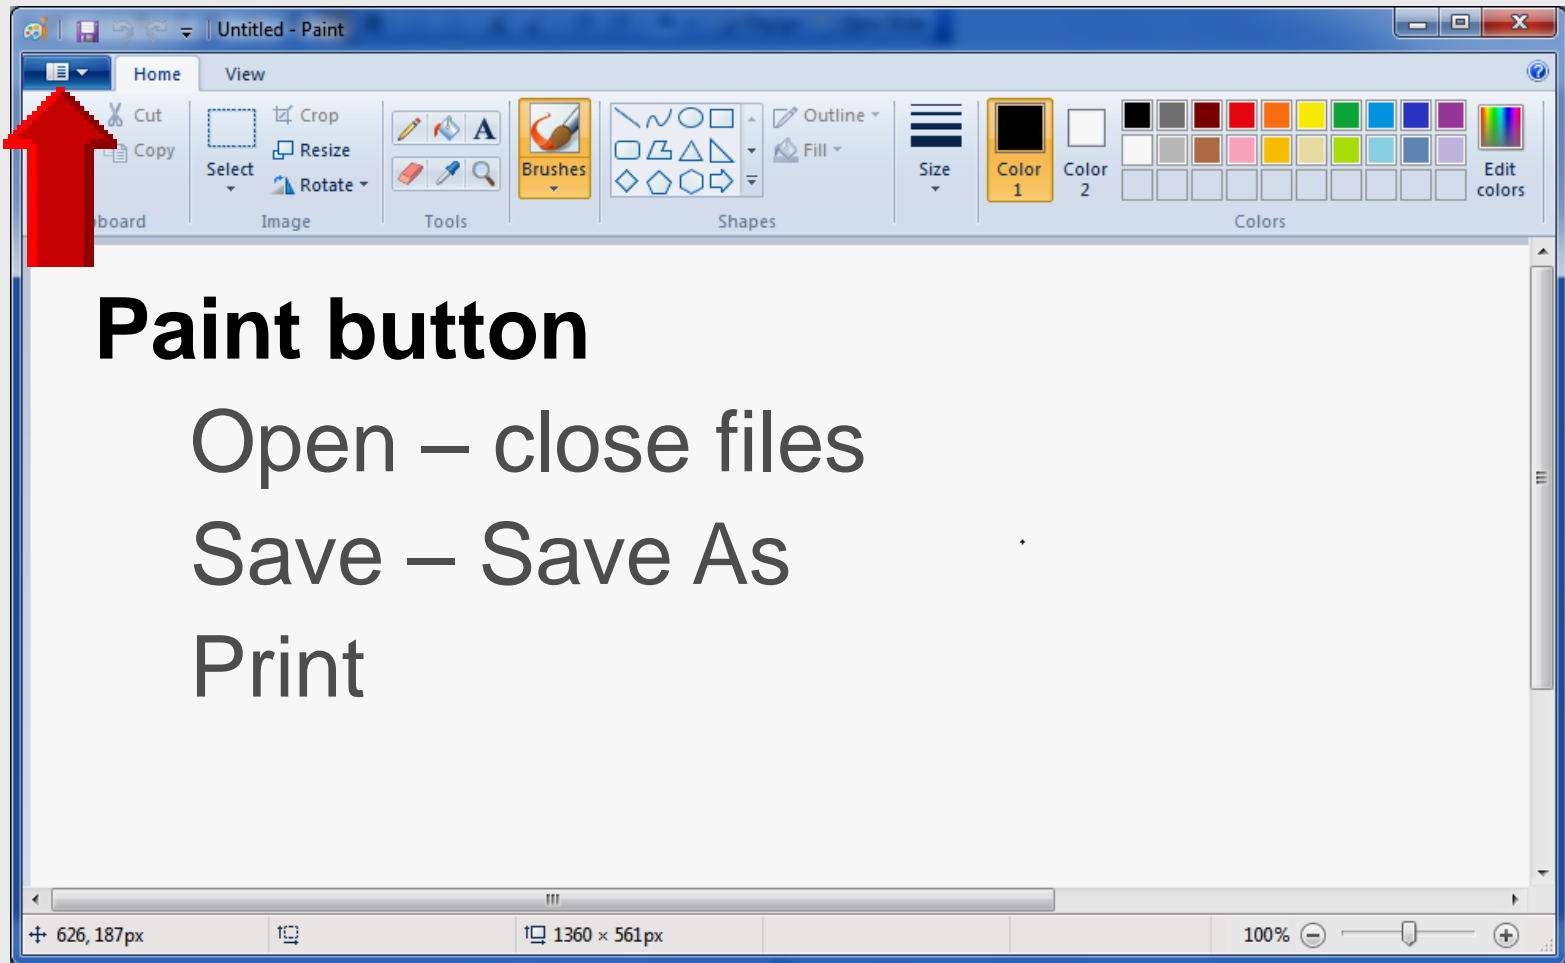 Untitled - Paint
Home View
Cut
Copy
Select
Crop
Resize
Rotate
Brushes
Outline
Fill
Size
Color 1
Color 2
Edit colors
board Image Tools Shapes Colors
Paint button
Open – close files
Save – Save As
Print
626, 187px 1360 × 561px 100%